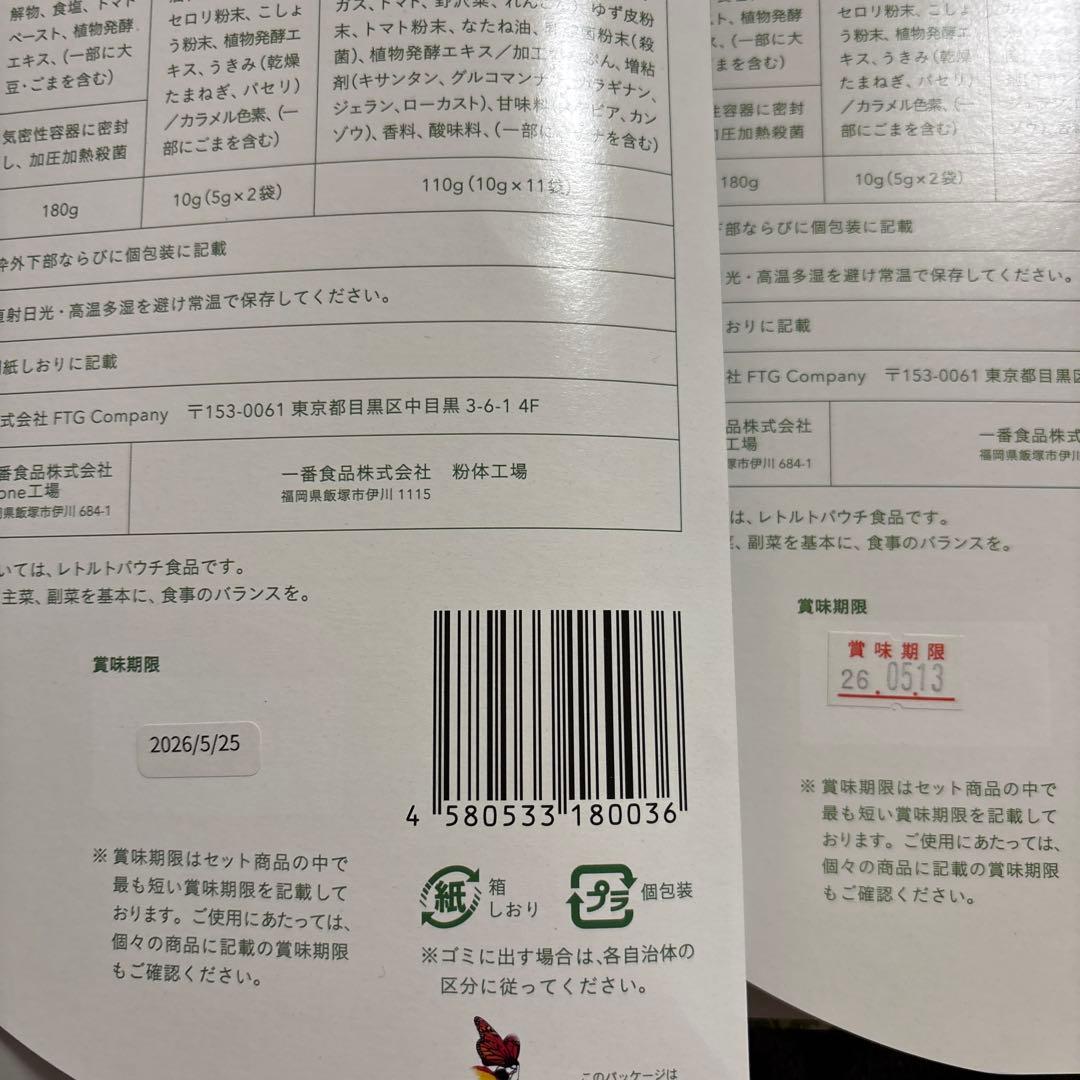 解物、食塩、トマト
ペースト、植物発酵
エキス、(一部に大
豆・ごまを含む)
気密性容器に密封
し、加圧加熱殺菌
180g
セロリ粉末、こしょ
う粉末、植物発酵エ
キス、うきみ(乾燥
たまねぎ、パセリ)
/カラメル色素、(一
部にごまを含む)
10g(5g×2袋)
ゆず皮粉
末、トマト粉末、なたね油、
菌粉末(殺
菌)、植物発酵エキス/加工
ぷん、増粘
剤(キサンタン、グルコマンナ
ラギナン、
ジェラン、ローカスト)、甘味料
ビア、カン
ゾウ)、香料、酸味料、(一部に
を含む)
110g(10g×11袋)
枠外下部ならびに個包装に記載
直射日光・高温多湿を避け常温で保存してください。
紙しおりに記載
式会社 FTG Company 〒153-0061 東京都目黒区中目黒 3-6-1 4F
番食品株式会社
one工場
県飯塚市伊川 684-1
一番食品株式会社 粉体工場
福岡県飯塚市伊川 1115
いては、レトルトパウチ食品です。
主菜、副菜を基本に、食事のバランスを。
賞味期限
2026/5/25
4 580533 180036
※賞味期限はセット商品の中で
最も短い賞味期限を記載して
おります。ご使用にあたっては、
個々の商品に記載の賞味期限
もご確認ください。
紙
箱
しおり
プラ
個包装
※ゴミに出す場合は、各自治体の
区分に従ってください。
このパッケージは
、(一部に大
まを含む)
容器に密封
加圧加熱殺菌
180g
セロリ粉末、こしょ
う粉末、植物発酵エ
キス、うきみ(乾燥
たまねぎ、パセリ)
/カラメル色素、(一
部にごまを含む)
10g(5g×2袋)
部ならびに個包装に記載
光・高温多湿を避け常温で保存してください。
おりに記載
社 FTG Company 〒153-0061 東京都目黒区
品株式会社
工場
塚市伊川 684-1
一番食品株式
福岡県飯塚市伊
は、レトルトパウチ食品です。
、副菜を基本に、食事のバランスを。
賞味期限
賞味期限
26.05.13
※賞味期限はセット商品の中で
最も短い賞味期限を記載して
おります。ご使用にあたっては、
個々の商品に記載の賞味期限
もご確認ください。